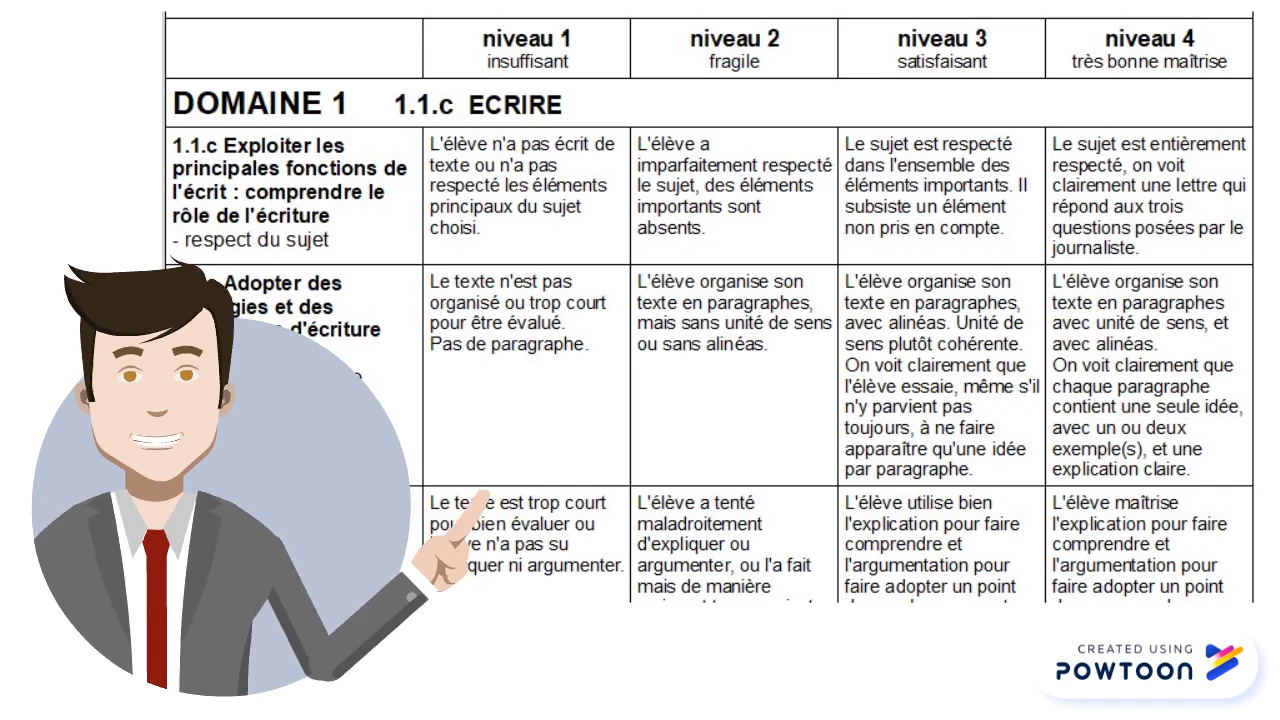 niveau 1
insuffisant
niveau 2
fragile
niveau 3
satisfaisant
niveau 4
très bonne maîtrise
DOMAINE 1 1.1.c ECRIRE
1.1.c Exploiter les
principales fonctions de
l'écrit : comprendre le
rôle de l'écriture
- respect du sujet
L'élève n'a pas écrit de
texte ou n'a pas
respecté les éléments
principaux du sujet
choisi.
L'élève a
imparfaitement respecté
le sujet, des éléments
importants sont
absents.
Le sujet est respecté
dans l'ensemble des
éléments importants. Il
subsiste un élément
non pris en compte.
Le sujet est entièrement
respecté, on voit
clairement une lettre qui
répond aux trois
questions posées par le
journaliste.
Adopter des
et des
d'écriture
Le texte n'est pas
organisé ou trop court
pour être évalué.
Pas de paragraphe.
L'élève organise son
texte en paragraphes,
mais sans unité de sens
ou sans alinéas.
L'élève organise son
texte en paragraphes,
avec alinéas. Unité de
sens plutôt cohérente.
On voit clairement que
l'élève essaie, même s'il
n'y parvient pas
toujours, à ne faire
apparaître qu'une idée
par paragraphe.
L'élève organise son
texte en paragraphes
avec unité de sens, et
avec alinéas.
On voit clairement que
chaque paragraphe
contient une seule idée,
avec un ou deux
exemple(s), et une
explication claire.
Le texte est trop court
pour bien évaluer ou
n'a pas su
ni argumenter.
L'élève a tenté
maladroitement
d'expliquer ou
argumenter, ou l'a fait
mais de manière
L'élève utilise bien
l'explication pour faire
comprendre et
l'argumentation pour
faire adopter un point
L'élève maîtrise
l'explication pour faire
comprendre et
l'argumentation pour
faire adopter un point
CREATED USING
POWTOON